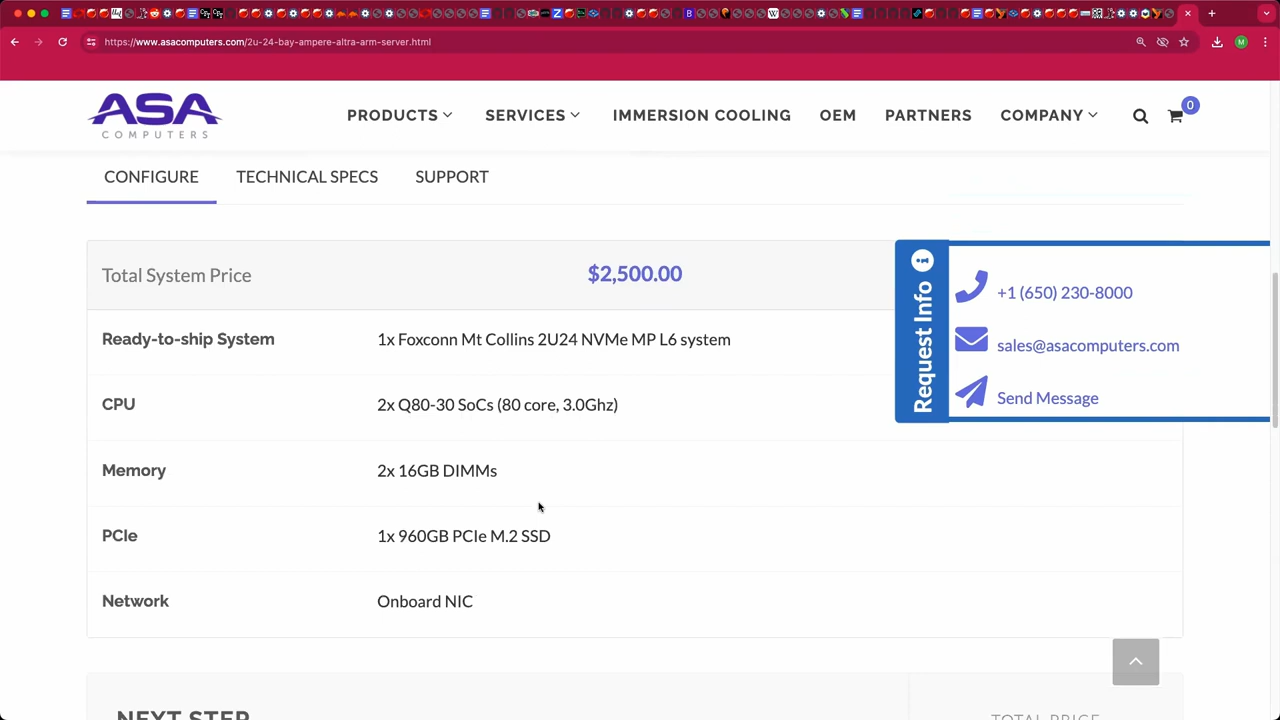 https://www.asacomputers.com/2u-24-bay-ampere-altra-arm-server.html
M
ASA
COMPUTERS
PRODUCTS
SERVICES
IMMERSION COOLING
OEM
PARTNERS
COMPANY
0
CONFIGURE
TECHNICAL SPECS
SUPPORT
Total System Price
$2,500.00
Ready-to-ship System
1x Foxconn Mt Collins 2U24 NVMe MP L6 system
CPU
2x Q80-30 SoCs (80 core, 3.0Ghz)
Memory
2x 16GB DIMMs
PCIe
1x 960GB PCIe M.2 SSD
Network
Onboard NIC
Request Info
+1 (650) 230-8000
sales@asacomputers.com
Send Message
NEXT STEP
TOTAL PRICE